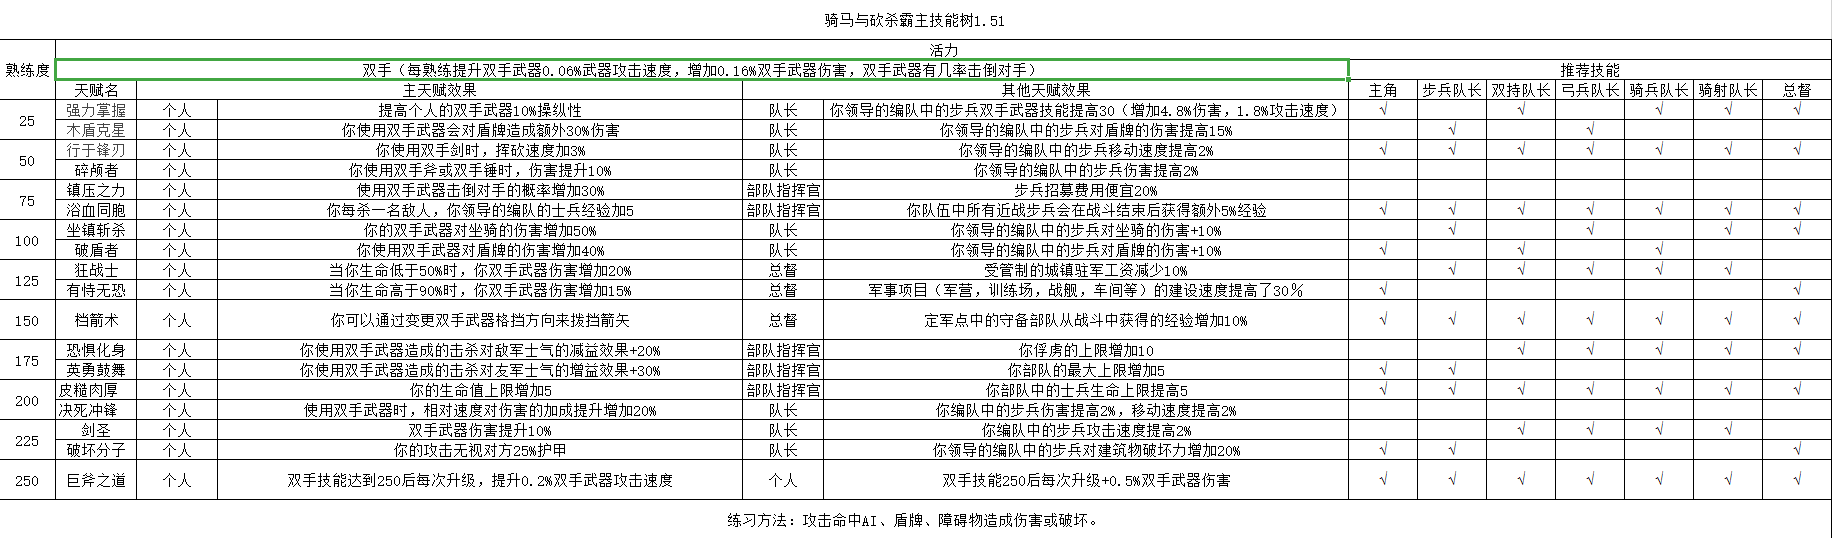 骑马与砍杀霸主技能树1.51
熟练度 活力
双手（每熟练提升双手武器0.06%武器攻击速度，增加0.16%双手武器伤害，双手武器有几率击倒对手） 推荐技能
天赋名 主天赋效果 其他天赋效果 主角 步兵队长 双持队长 弓兵队长 骑兵队长 骑射队长 总督
25 强力掌握 个人 提高个人的双手武器10%操纵性 队长 你领导的编队中的步兵双手武器技能提高30（增加4.8%伤害，1.8%攻击速度） √ √ √ √ √
木盾克星 个人 你使用双手武器会对盾牌造成额外30%伤害 队长 你领导的编队中的步兵对盾牌的伤害提高15% √ √
50 行于锋刃 个人 你使用双手剑时，挥砍速度加3% 队长 你领导的编队中的步兵移动速度提高2% √ √ √ √ √ √ √
碎颅者 个人 你使用双手斧或双手锤时，伤害提升10% 队长 你领导的编队中的步兵伤害提高2%
75 镇压之力 个人 使用双手武器击倒对手的概率增加30% 部队指挥官 步兵招募费用便宜20%
浴血同胞 个人 你每杀一名敌人，你领导的编队的士兵经验加5 部队指挥官 你队伍中所有近战步兵会在战斗结束后获得额外5%经验 √ √ √ √ √ √ √
100 坐镇斩杀 个人 你的双手武器对坐骑的伤害增加50% 队长 你领导的编队中的步兵对坐骑的伤害+10% √ √ √ √
破盾者 个人 你使用双手武器对盾牌的伤害增加40% 队长 你领导的编队中的步兵对盾牌的伤害+10% √ √ √
125 狂战士 个人 当你生命低于50%时，你双手武器伤害增加20% 总督 受管制的城镇驻军工资减少10% √ √ √ √ √
有恃无恐 个人 当你生命高于90%时，你双手武器伤害增加15% 总督 军事项目（军营，训练场，战舰，车间等）的建设速度提高了30％ √ √
150 档箭术 个人 你可以通过变更双手武器格挡方向来拨挡箭矢 总督 定军点中的守备部队从战斗中获得的经验增加10% √ √ √ √ √ √ √
175 恐惧化身 个人 你使用双手武器造成的击杀对敌军士气的减益效果+20% 部队指挥官 你俘虏的上限增加10 √ √ √ √ √
英勇鼓舞 个人 你使用双手武器造成的击杀对友军士气的增益效果+30% 部队指挥官 你部队的最大上限增加5 √ √
200 皮糙肉厚 个人 你的生命值上限增加5 部队指挥官 你部队中的士兵生命上限提高5 √ √ √ √ √ √ √
决死冲锋 个人 使用双手武器时，相对速度对伤害的加成提升增加20% 队长 你编队中的步兵伤害提高2%，移动速度提高2%
225 剑圣 个人 双手武器伤害提升10% 队长 你编队中的步兵攻击速度提高2% √ √ √ √
破坏分子 个人 你的攻击无视对方25%护甲 队长 你领导的编队中的步兵对建筑物破坏力增加20% √ √ √
250 巨斧之道 个人 双手技能达到250后每次升级，提升0.2%双手武器攻击速度 个人 双手技能250后每次升级+0.5%双手武器伤害 √ √ √ √ √ √ √
练习方法：攻击命中AI、盾牌、障碍物造成伤害或破坏。